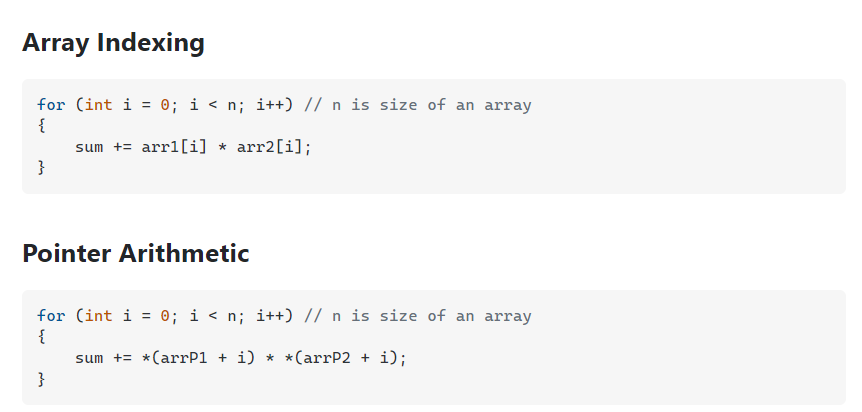 Array Indexing
for (int i = 0; i < n; i++) // n is size of an array
{
    sum += arr1[i] * arr2[i];
}
Pointer Arithmetic
for (int i = 0; i < n; i++) // n is size of an array
{
    sum += *(arrP1 + i) * *(arrP2 + i);
}